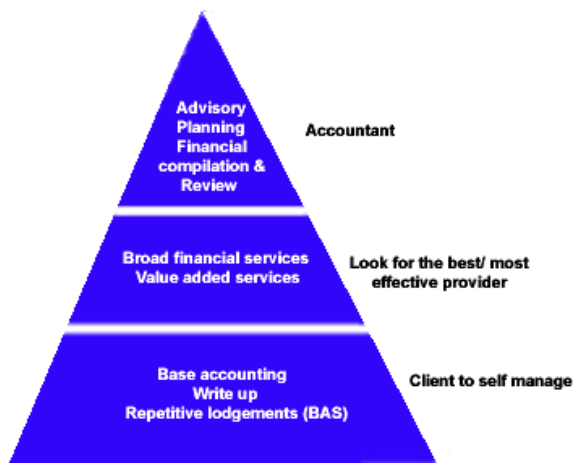 Advisory
Planning
Financial
compilation &
Review
Accountant
Broad financial services
Value added services
Look for the best/ most
effective provider
Base accounting
Write up
Repetitive lodgements (BAS)
Client to self manage